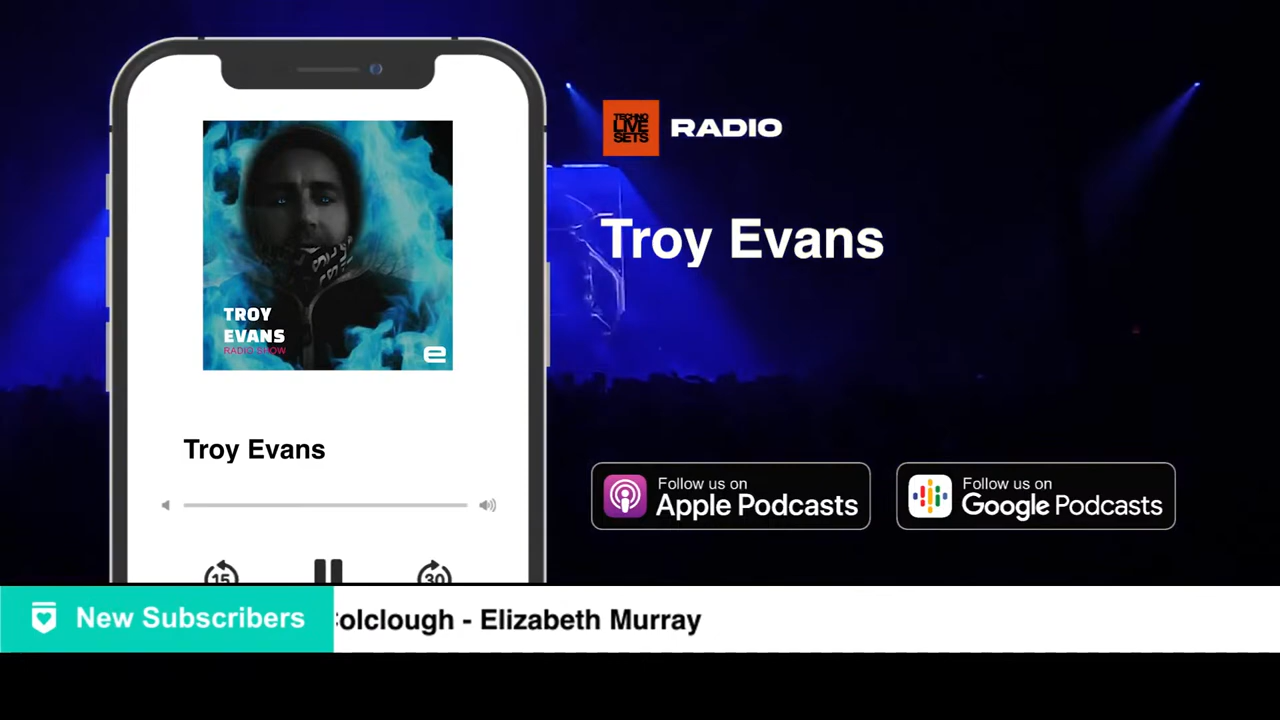 TROY
EVANS
RADIO SHOW
e
Troy Evans
15
30
TECHNO
LIVE
SETS
RADIO
Troy Evans
Follow us on
Apple Podcasts
Follow us on
Google Podcasts
New Subscribers
olclough - Elizabeth Murray